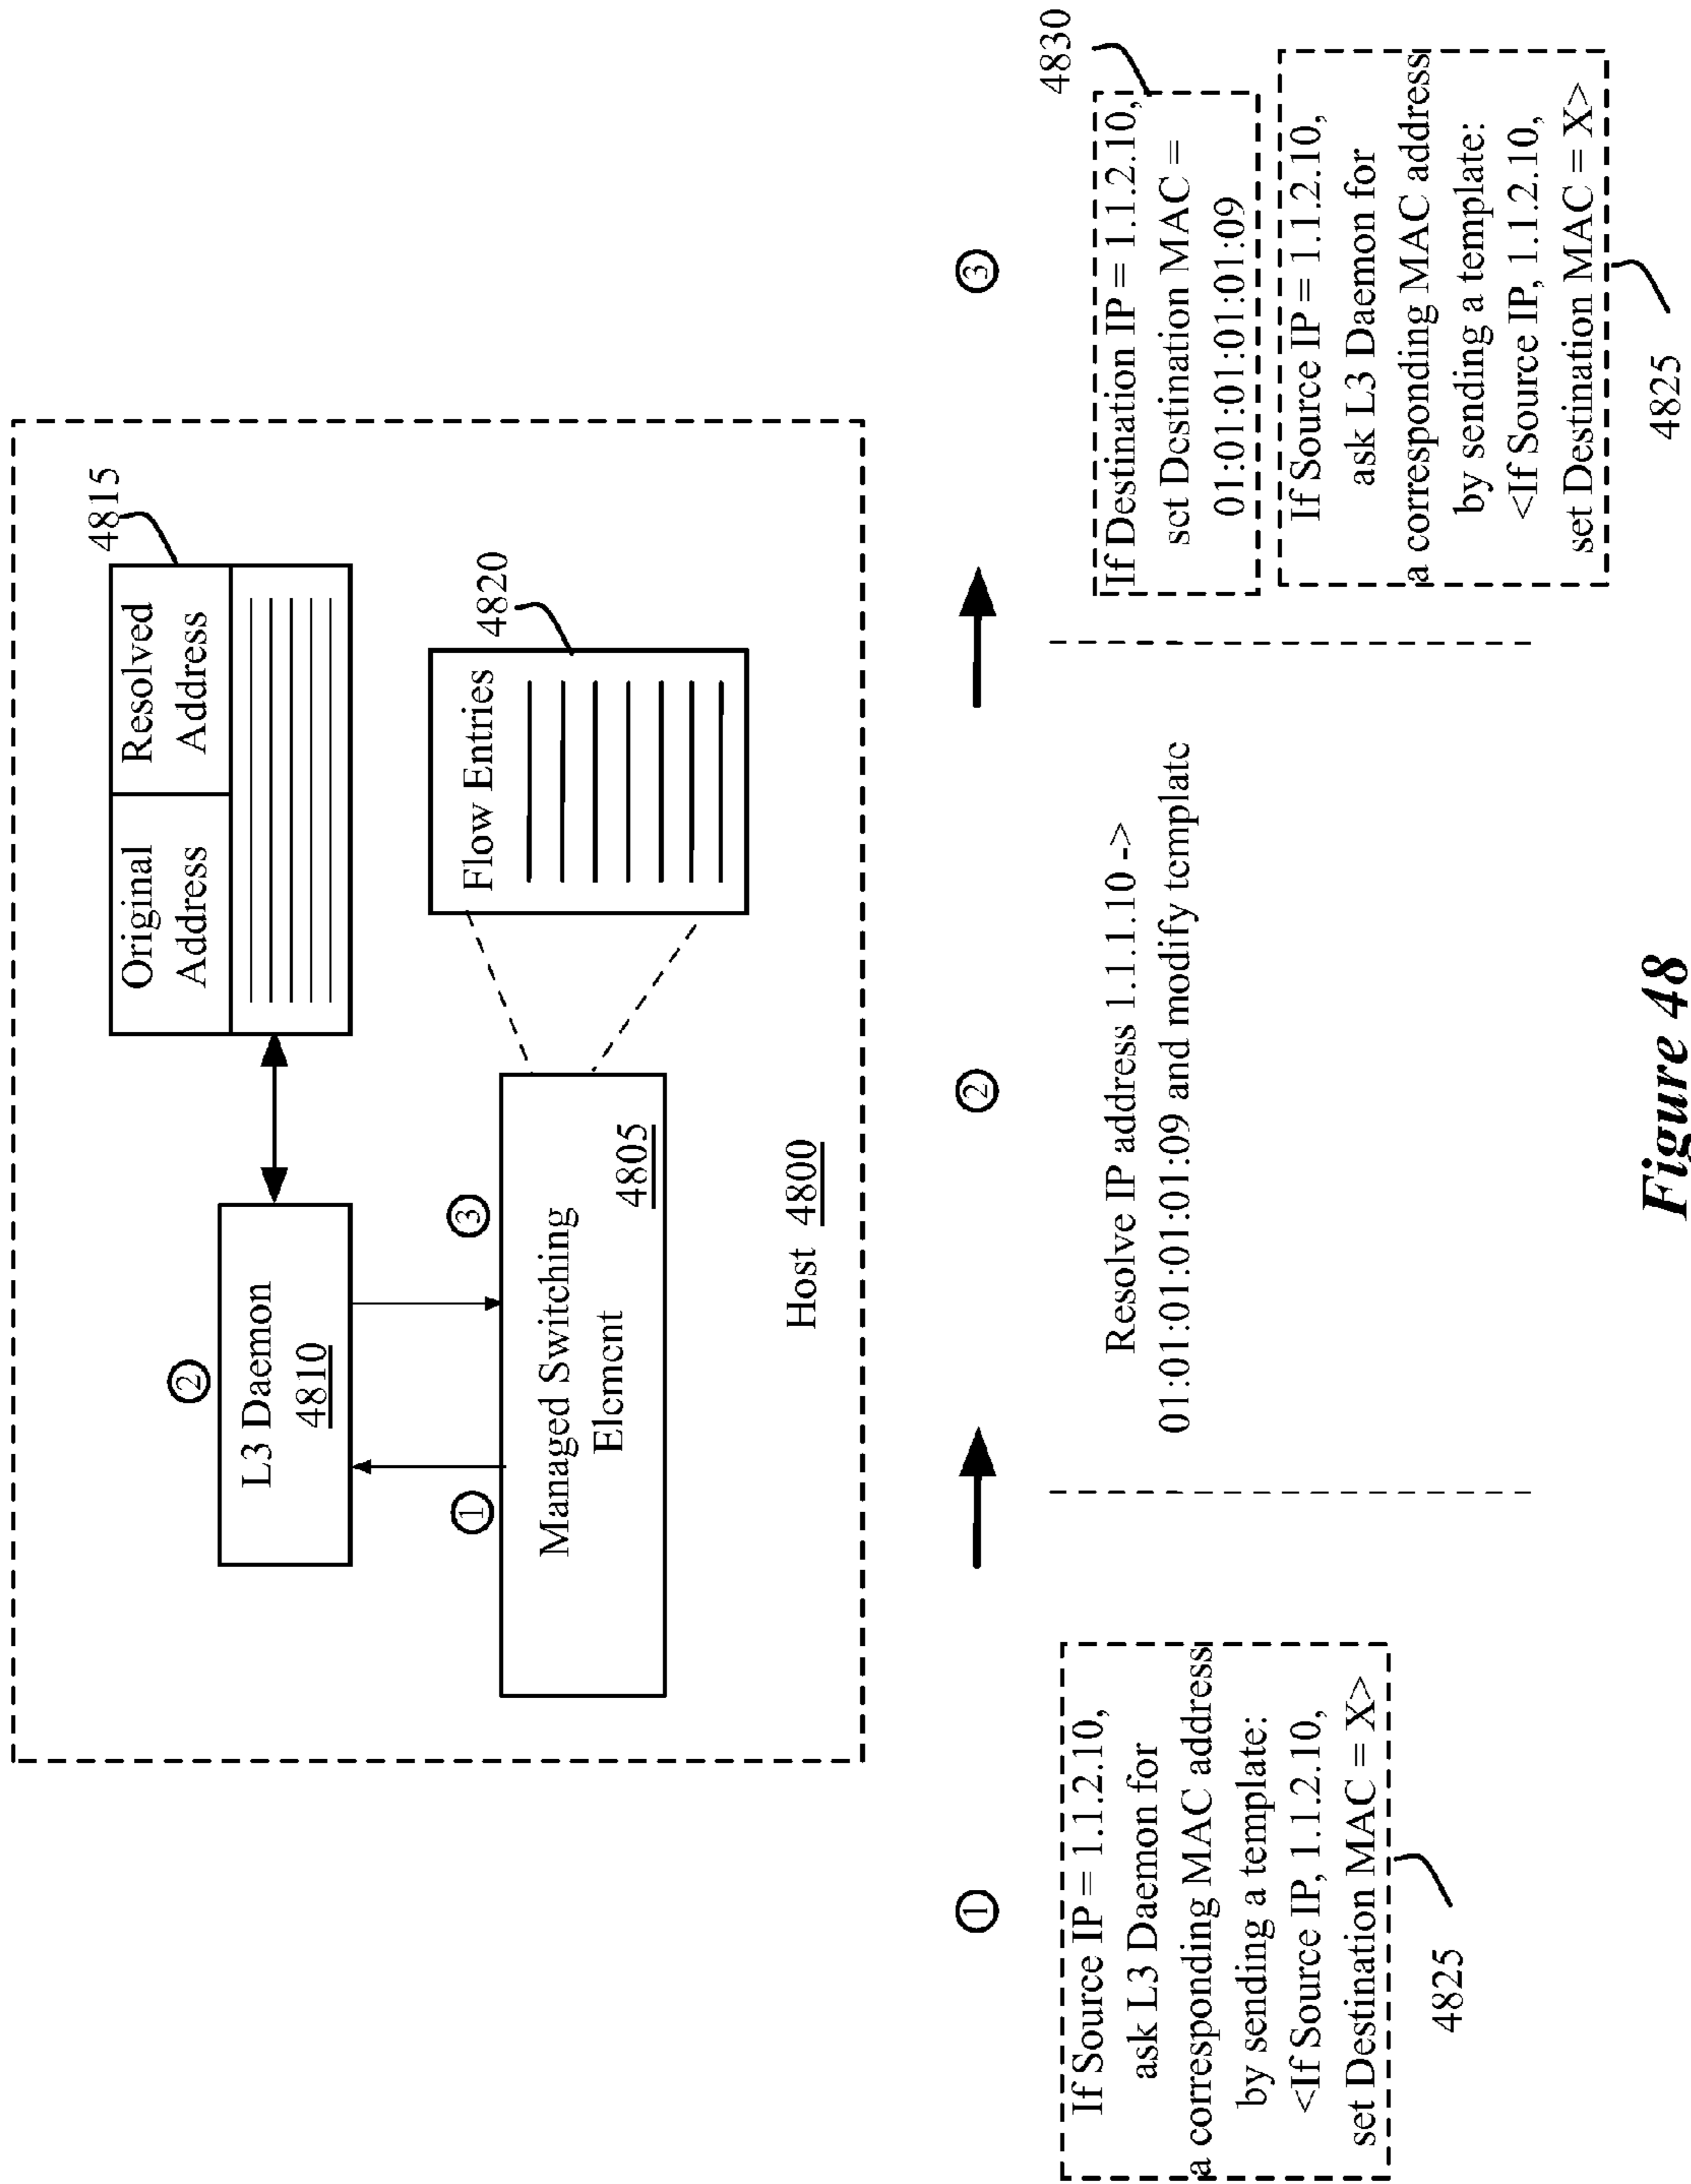 4815
Original
Address
Resolved
Address
②
L3 Daemon
4810
4820
Flow Entries
①
③
Managed Switching
Element
4805
Host 4800
①
If Source IP = 1.1.2.10,
ask L3 Daemon for
a corresponding MAC address
by sending a template:
<If Source IP, 1.1.2.10,
set Destination MAC = X>
4825
②
Resolve IP address 1.1.1.10 ->
01:01:01:01:01:09 and modify template
③
4830
If Destination IP = 1.1.2.10,
set Destination MAC =
01:01:01:01:01:09
If Source IP = 1.1.2.10,
ask L3 Daemon for
a corresponding MAC address
by sending a template:
<If Source IP, 1.1.2.10,
set Destination MAC = X>
4825
Figure 48